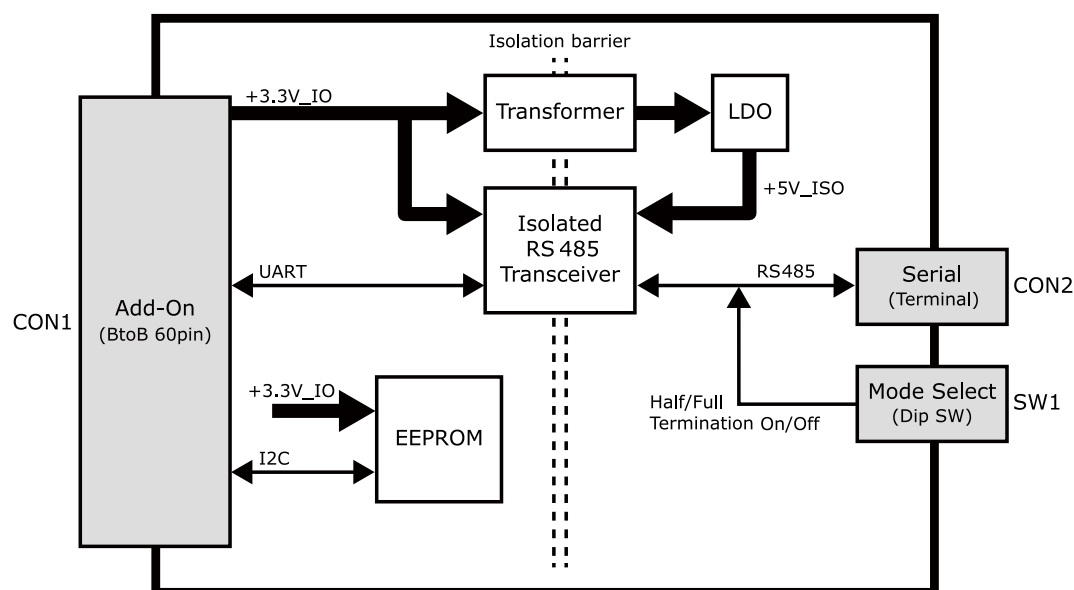 Isolation barrier
+3.3V_IO
Transformer
LDO
+5V_ISO
Isolated
RS 485
Transceiver
UART
RS485
Serial
(Terminal)
CON2
Add-On
(BtoB 60pin)
CON1
+3.3V_IO
EEPROM
I2C
Half/Full
Termination On/Off
Mode Select
(Dip SW)
SW1